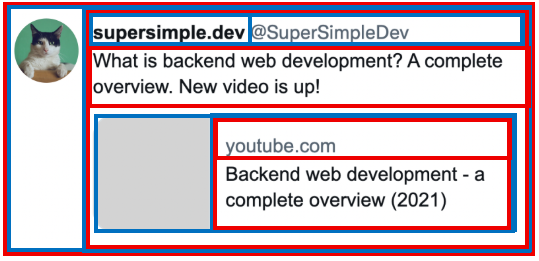 supersimple.dev @SuperSimpleDev
What is backend web development? A complete
overview. New video is up!
youtube.com
Backend web development - a
complete overview (2021)